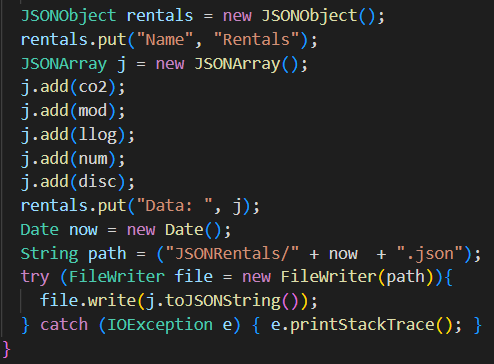 JSONObject rentals = new JSONObject();
rentals.put("Name", "Rentals");
JSONArray j = new JSONArray();
j.add(co2);
j.add(mod);
j.add(llog);
j.add(num);
j.add(disc);
rentals.put("Data: ", j);
Date now = new Date();
String path = ("JSONRentals/" + now  + ".json");
try (FileWriter file = new FileWriter(path)){
  file.write(j.toJSONString());
} catch (IOException e) { e.printStackTrace(); }
}